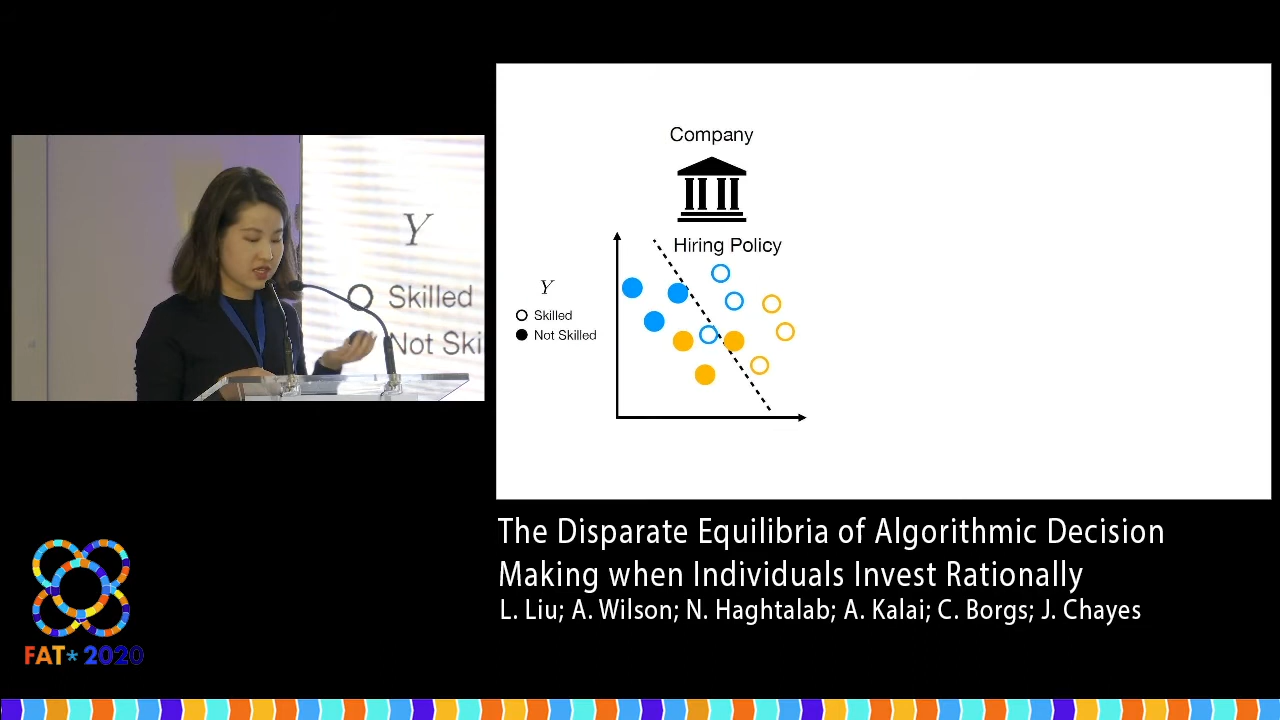 Company
Hiring Policy
Y
Skilled
Not Skilled
Y
Skilled
Not Ski
The Disparate Equilibria of Algorithmic Decision
Making when Individuals Invest Rationally
L. Liu; A. Wilson; N. Haghtalab; A. Kalai; C. Borgs; J. Chayes
FAT* 2020